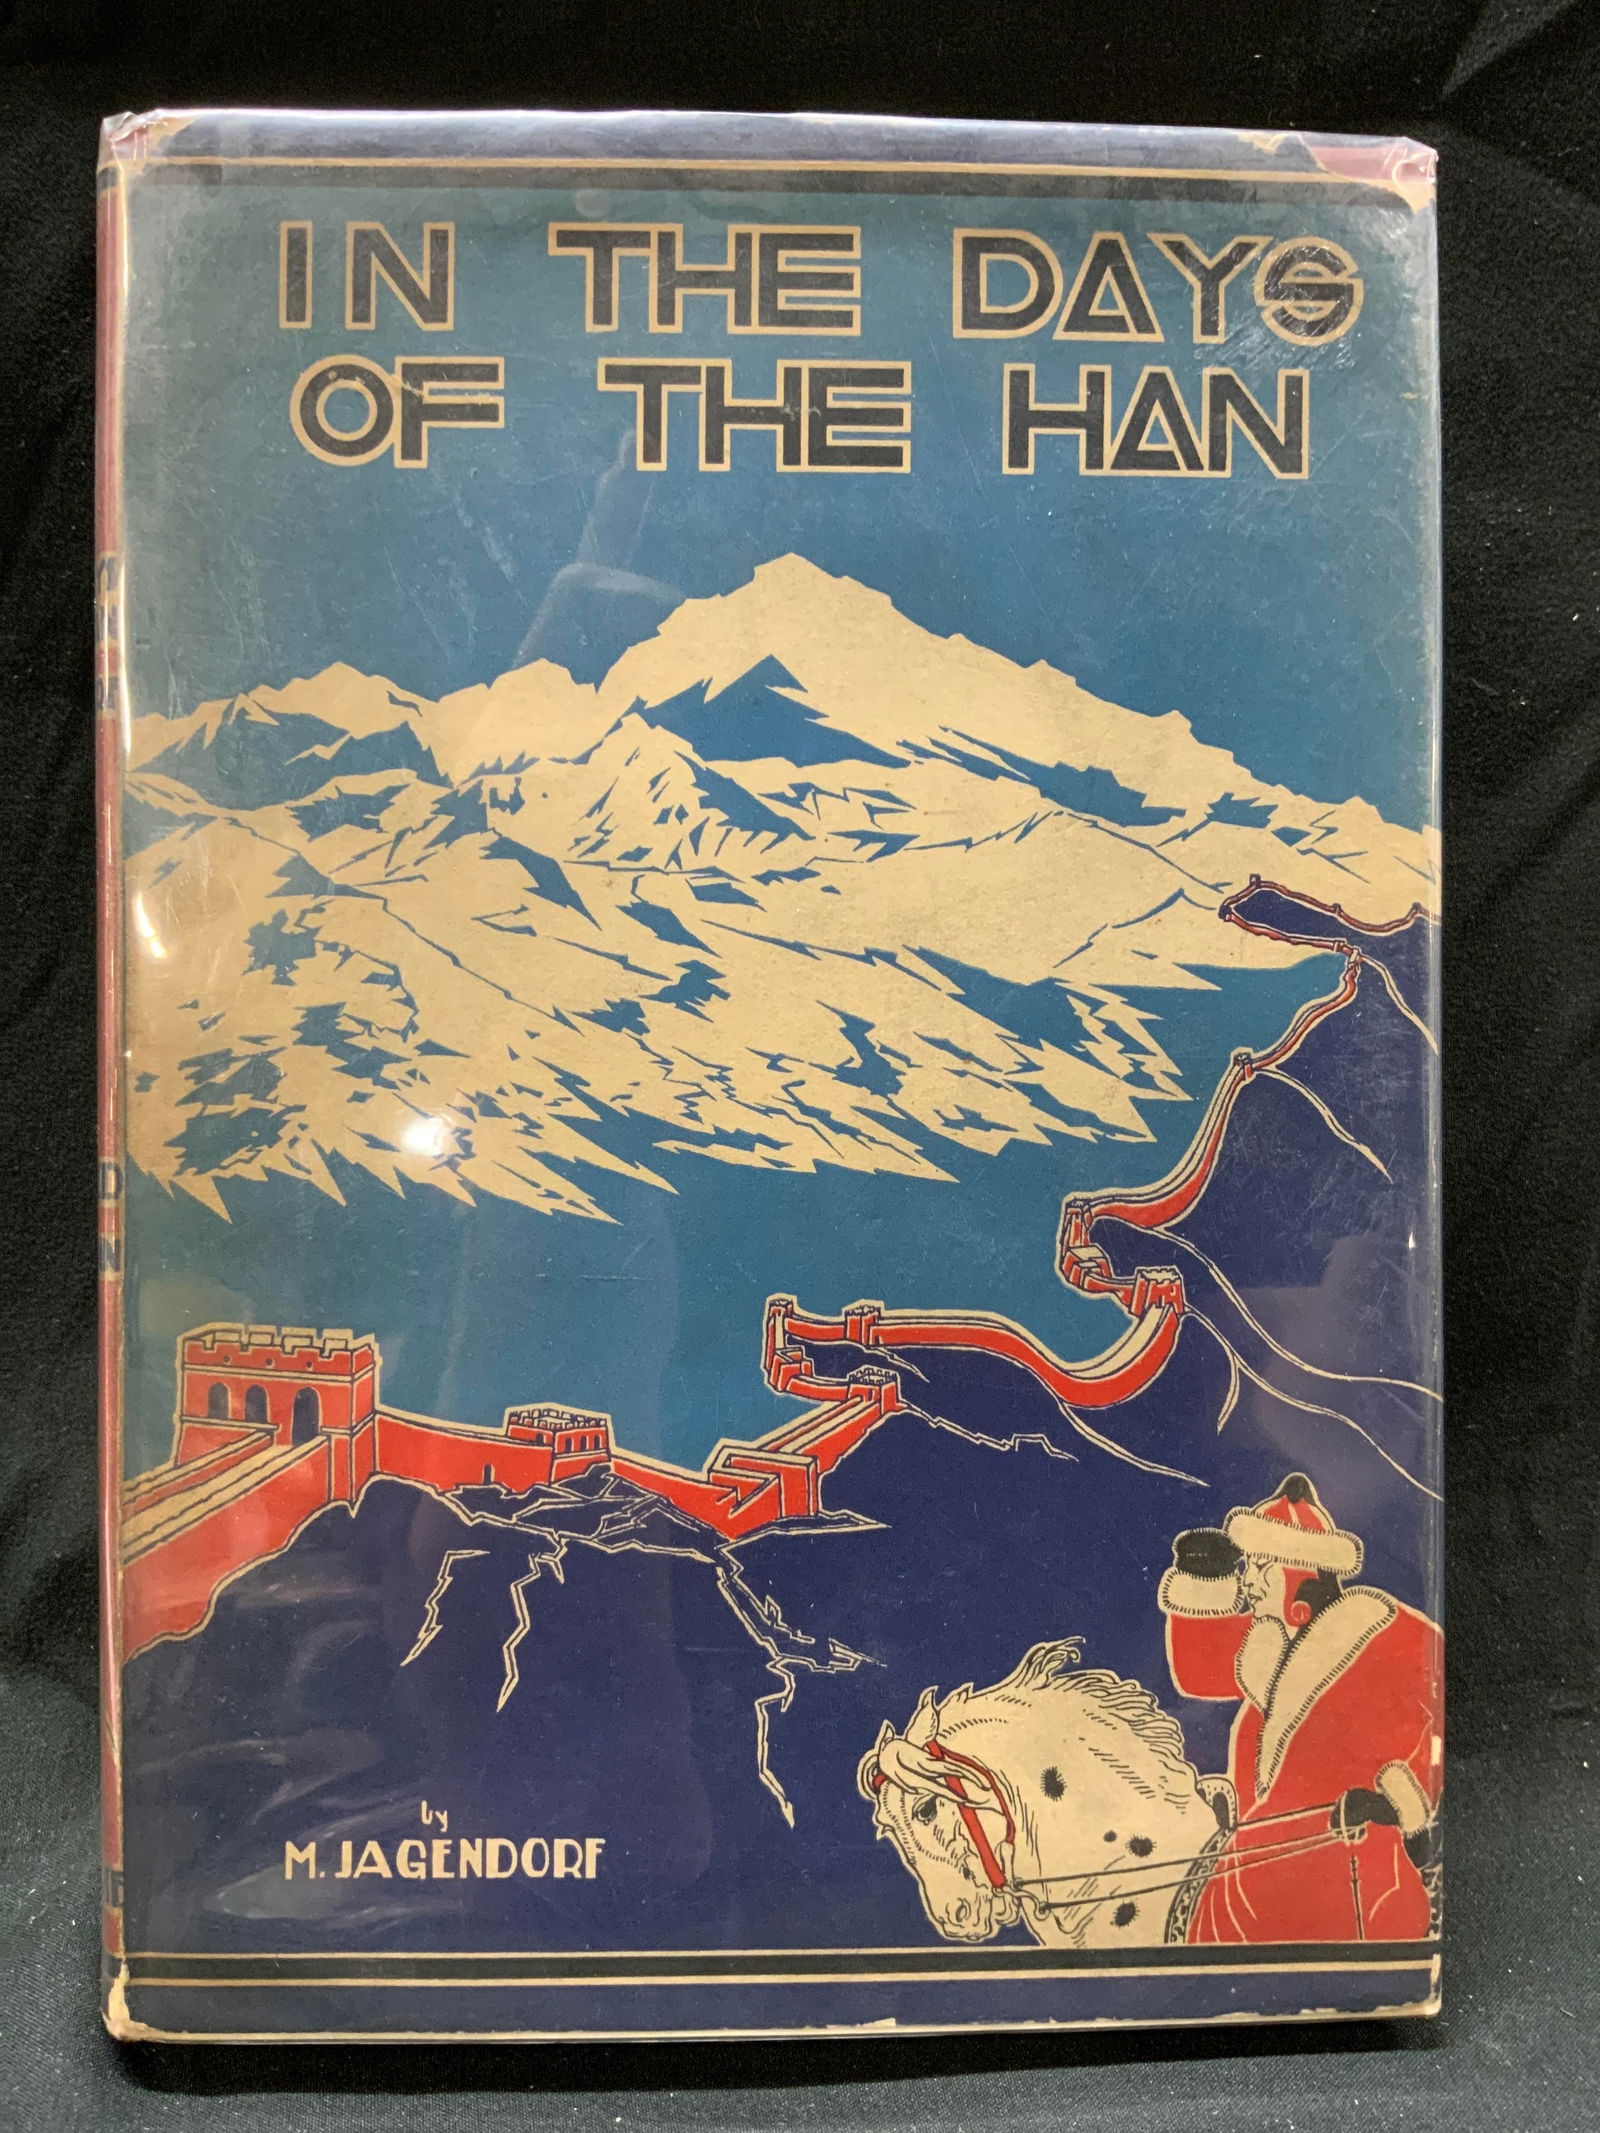 IN THE DAYS
OF THE HAN
by
M. JAGENDORF